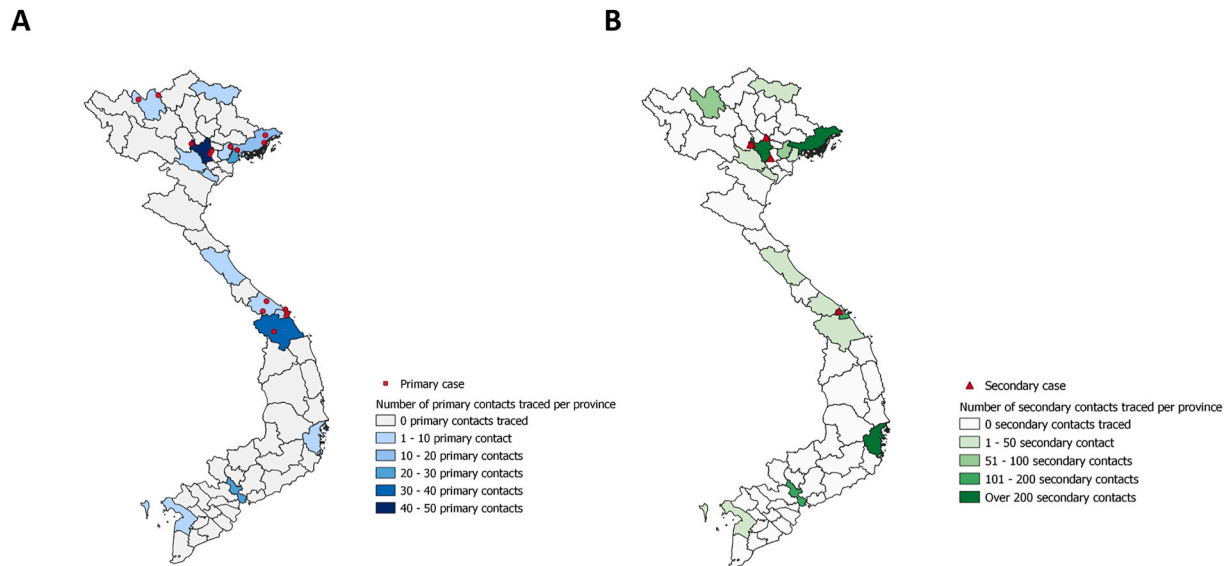 A
B
Primary case
Number of primary contacts traced per province
0 primary contacts traced
1 - 10 primary contact
10 - 20 primary contacts
20 - 30 primary contacts
30 - 40 primary contacts
40 - 50 primary contacts
Secondary case
Number of secondary contacts traced per province
0 secondary contacts traced
1 - 50 secondary contact
51 - 100 secondary contacts
101 - 200 secondary contacts
Over 200 secondary contacts